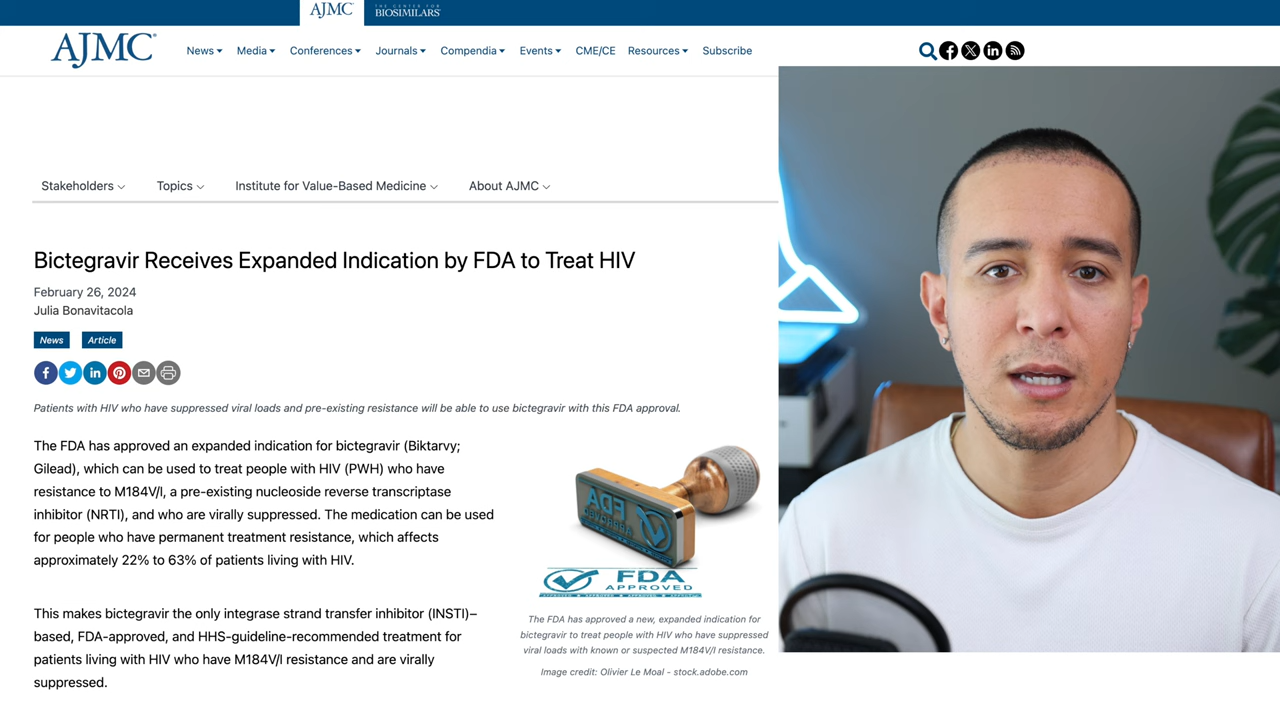 AJMC
THE CENTER FOR
BIOSIMILARS
AJMC
News Media Conferences Journals Compendia Events CME/CE Resources Subscribe
Stakeholders Topics Institute for Value-Based Medicine About AJMC
Bictegravir Receives Expanded Indication by FDA to Treat HIV
February 26, 2024
Julia Bonavitacola
News Article
Patients with HIV who have suppressed viral loads and pre-existing resistance will be able to use bictegravir with this FDA approval.
The FDA has approved an expanded indication for bictegravir (Biktarvy;
Gilead), which can be used to treat people with HIV (PWH) who have
resistance to M184V/I, a pre-existing nucleoside reverse transcriptase
inhibitor (NRTI), and who are virally suppressed. The medication can be used
for people who have permanent treatment resistance, which affects
approximately 22% to 63% of patients living with HIV.
This makes bictegravir the only integrase strand transfer inhibitor (INSTI)–
based, FDA-approved, and HHS-guideline-recommended treatment for
patients living with HIV who have M184V/I resistance and are virally
suppressed.
FDA
APPROVED
FDA
APPROVED
The FDA has approved a new, expanded indication for
bictegravir to treat people with HIV who have suppressed
viral loads with known or suspected M184V/I resistance.
Image credit: Olivier Le Moal - stock.adobe.com